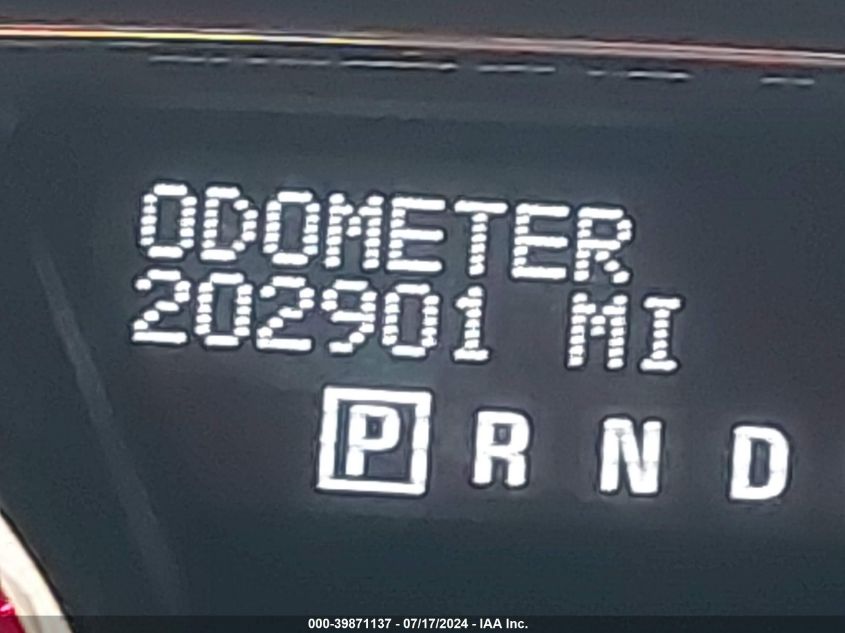 ODOMETER
202901 MI
P R N D
000-39871137 - 07/17/2024 - IAA Inc.